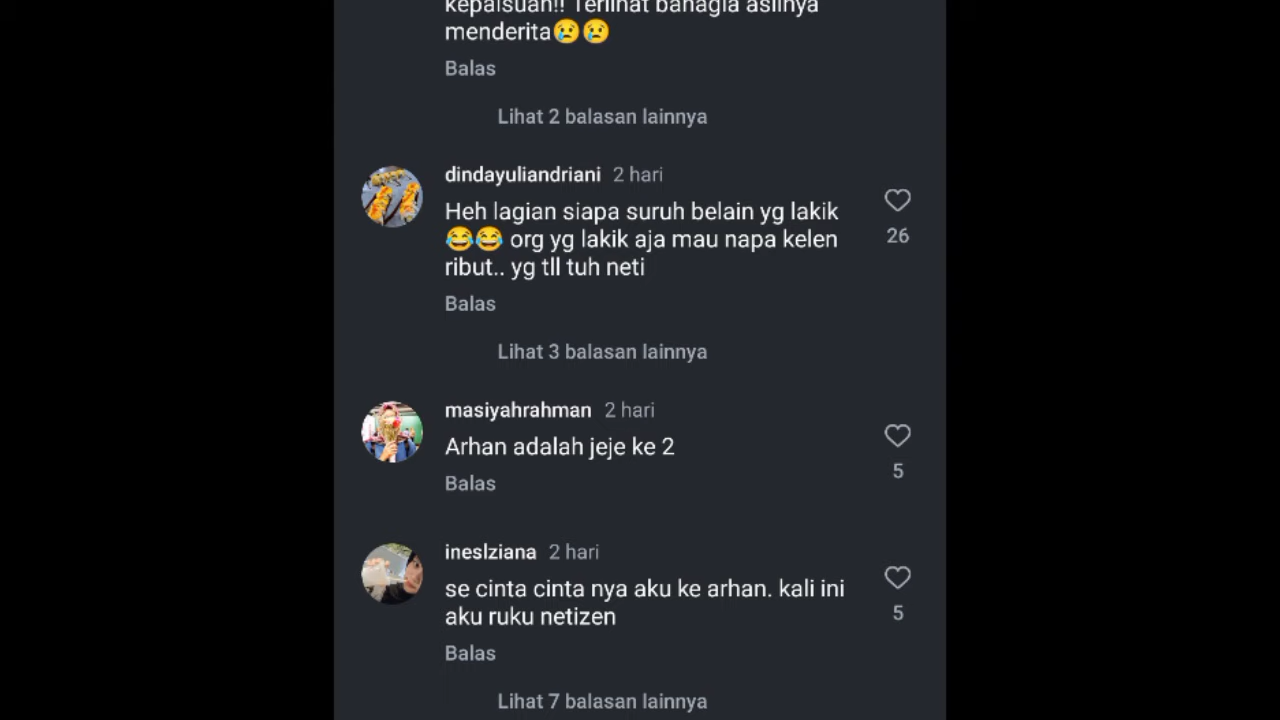 kepalsuan!! Terlihat bahagia aslinya
menderita😢😢
Balas
Lihat 2 balasan lainnya
dindayuliandriani 2 hari
Heh lagian siapa suruh belain yg lakik
😂😂 org yg lakik aja mau napa kelen
ribut.. yg tll tuh neti
26
Balas
Lihat 3 balasan lainnya
masiyahrahman 2 hari
Arhan adalah jeje ke 2
5
Balas
ineslziana 2 hari
se cinta cinta nya aku ke arhan. kali ini
aku ruku netizen
5
Balas
Lihat 7 balasan lainnya